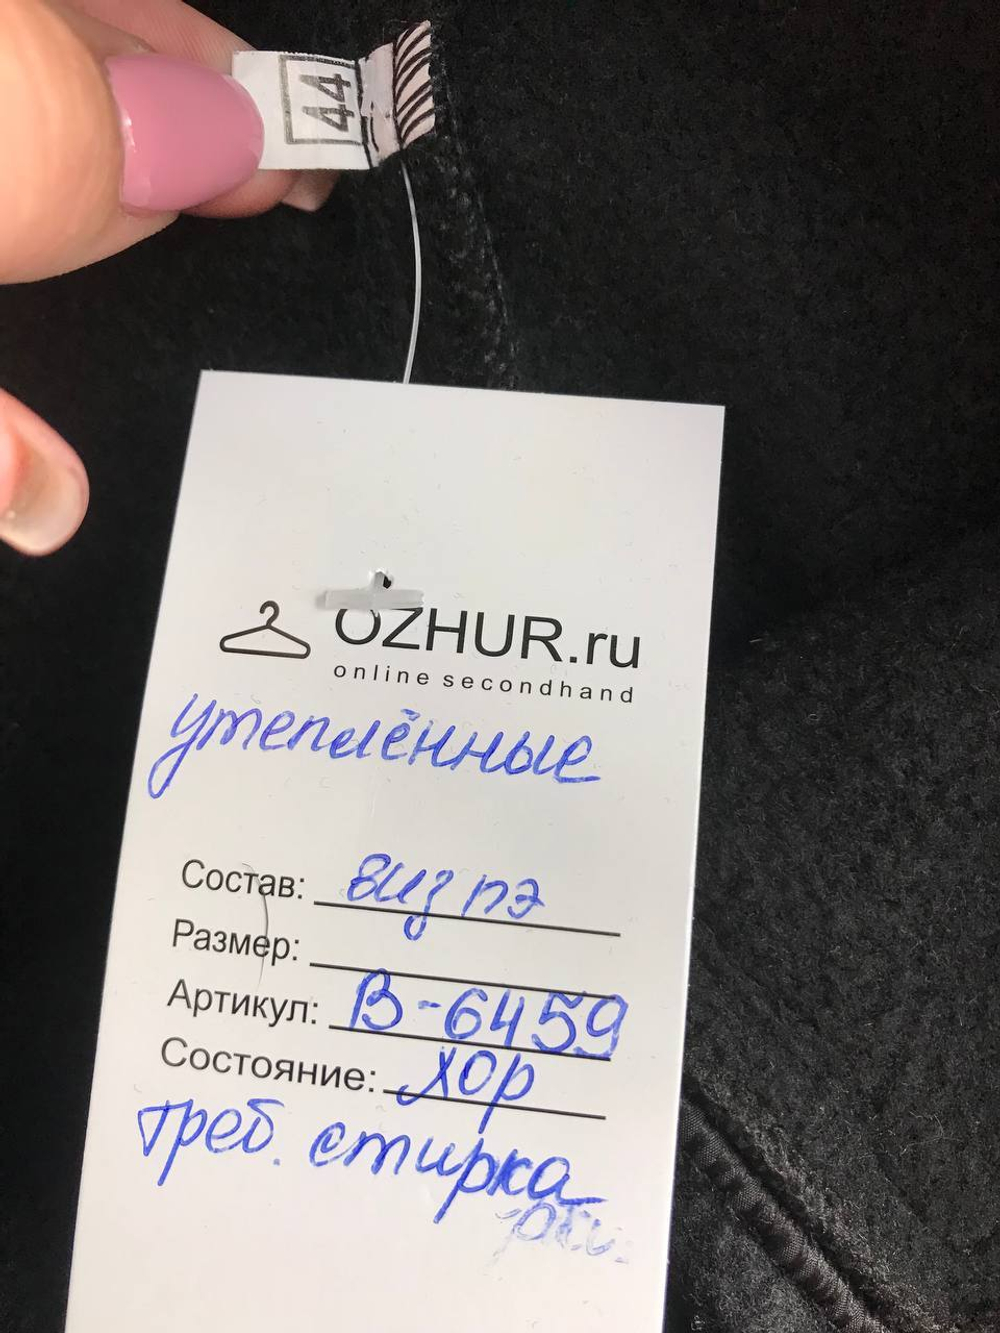 44
OZHUR.ru
online secondhand
утеплённые
Состав: виз пэ
Размер:
Артикул: В-6459
Состояние: хор
треб. стирка